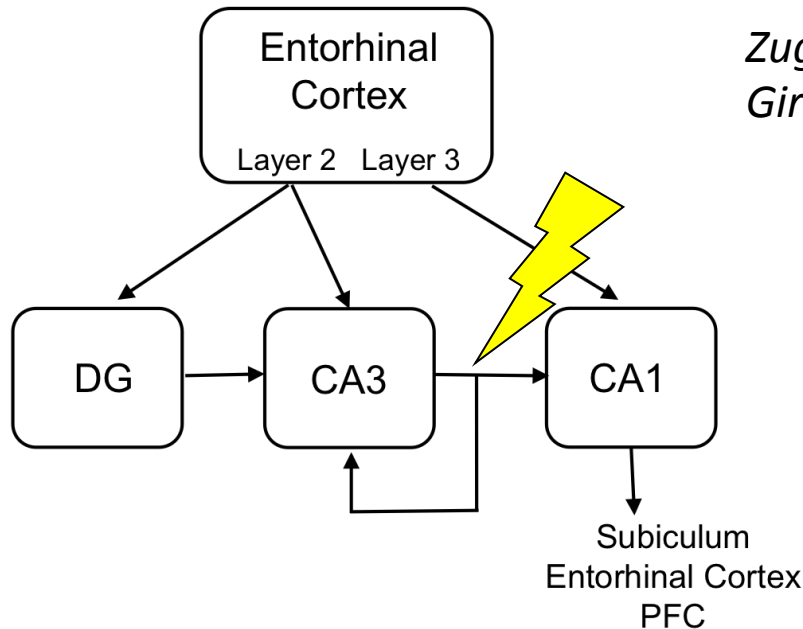 Entorhinal
Cortex
Layer 2 Layer 3
DG
CA3
CA1
Subiculum
Entorhinal Cortex
PFC